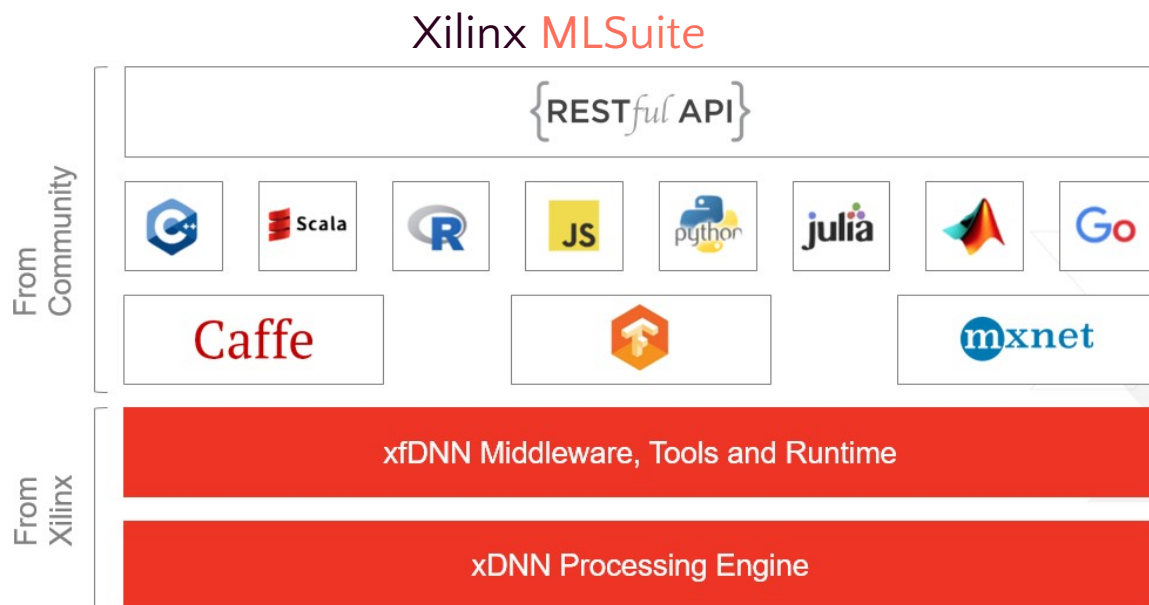 Xilinx MLSuite
{RESTful API}
From Community
C++
Scala
R
JS
python
julia
Go
Caffe
mxnet
From Xilinx
xfDNN Middleware, Tools and Runtime
xDNN Processing Engine